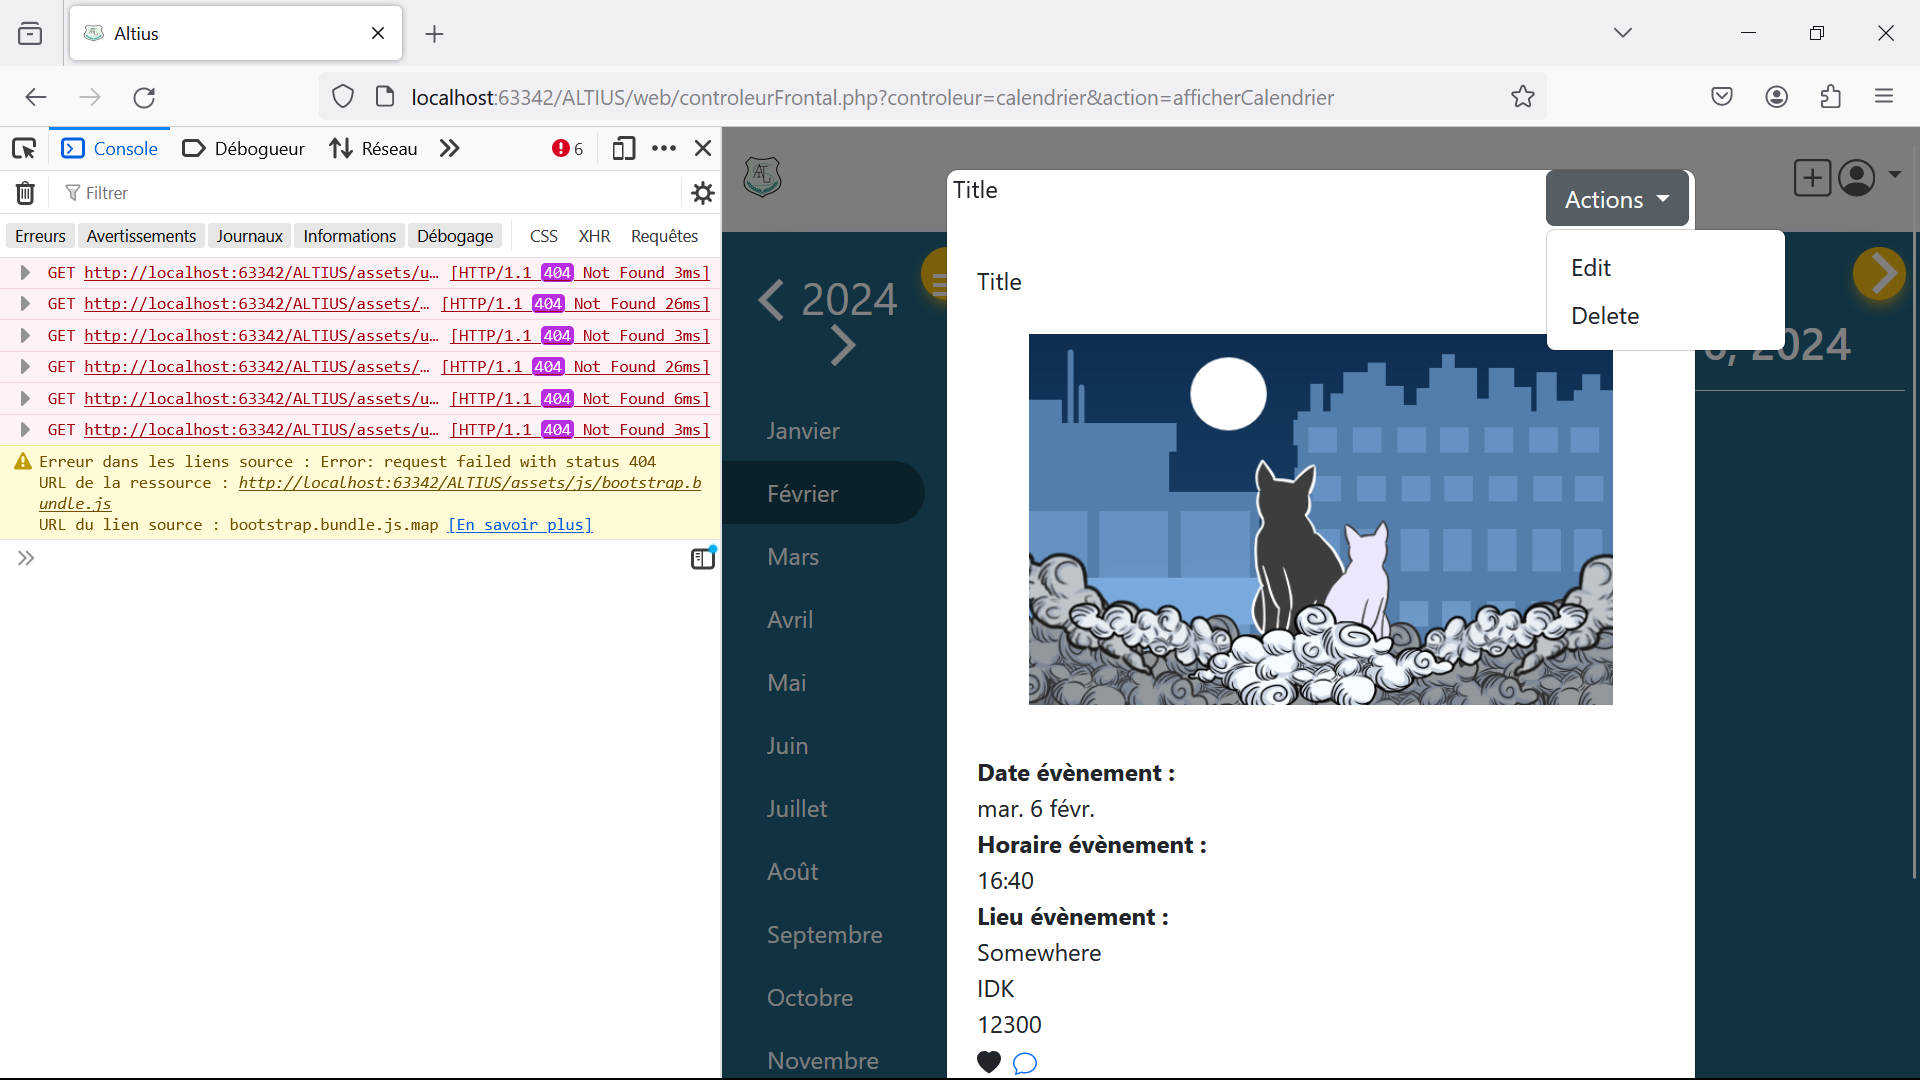 Altius
localhost:63342/ALTIUS/web/controleurFrontal.php?controleur=calendrier&action=afficherCalendrier
Console
Débogueur
Réseau
6
Filtrer
Erreurs
Avertissements
Journaux
Informations
Débogage
CSS
XHR
Requêtes
GET http://localhost:63342/ALTIUS/assets/u… [HTTP/1.1 404 Not Found 3ms]
GET http://localhost:63342/ALTIUS/assets/… [HTTP/1.1 404 Not Found 26ms]
GET http://localhost:63342/ALTIUS/assets/u… [HTTP/1.1 404 Not Found 3ms]
GET http://localhost:63342/ALTIUS/assets/… [HTTP/1.1 404 Not Found 26ms]
GET http://localhost:63342/ALTIUS/assets/u… [HTTP/1.1 404 Not Found 6ms]
GET http://localhost:63342/ALTIUS/assets/u… [HTTP/1.1 404 Not Found 3ms]
Erreur dans les liens source : Error: request failed with status 404
URL de la ressource : http://localhost:63342/ALTIUS/assets/js/bootstrap.b
undle.js
URL du lien source : bootstrap.bundle.js.map [En savoir plus]
2024
Janvier
Février
Mars
Avril
Mai
Juin
Juillet
Août
Septembre
Octobre
Novembre
Title
Actions
Edit
Delete
Title
6, 2024
Date évènement :
mar. 6 févr.
Horaire évènement :
16:40
Lieu évènement :
Somewhere
IDK
12300